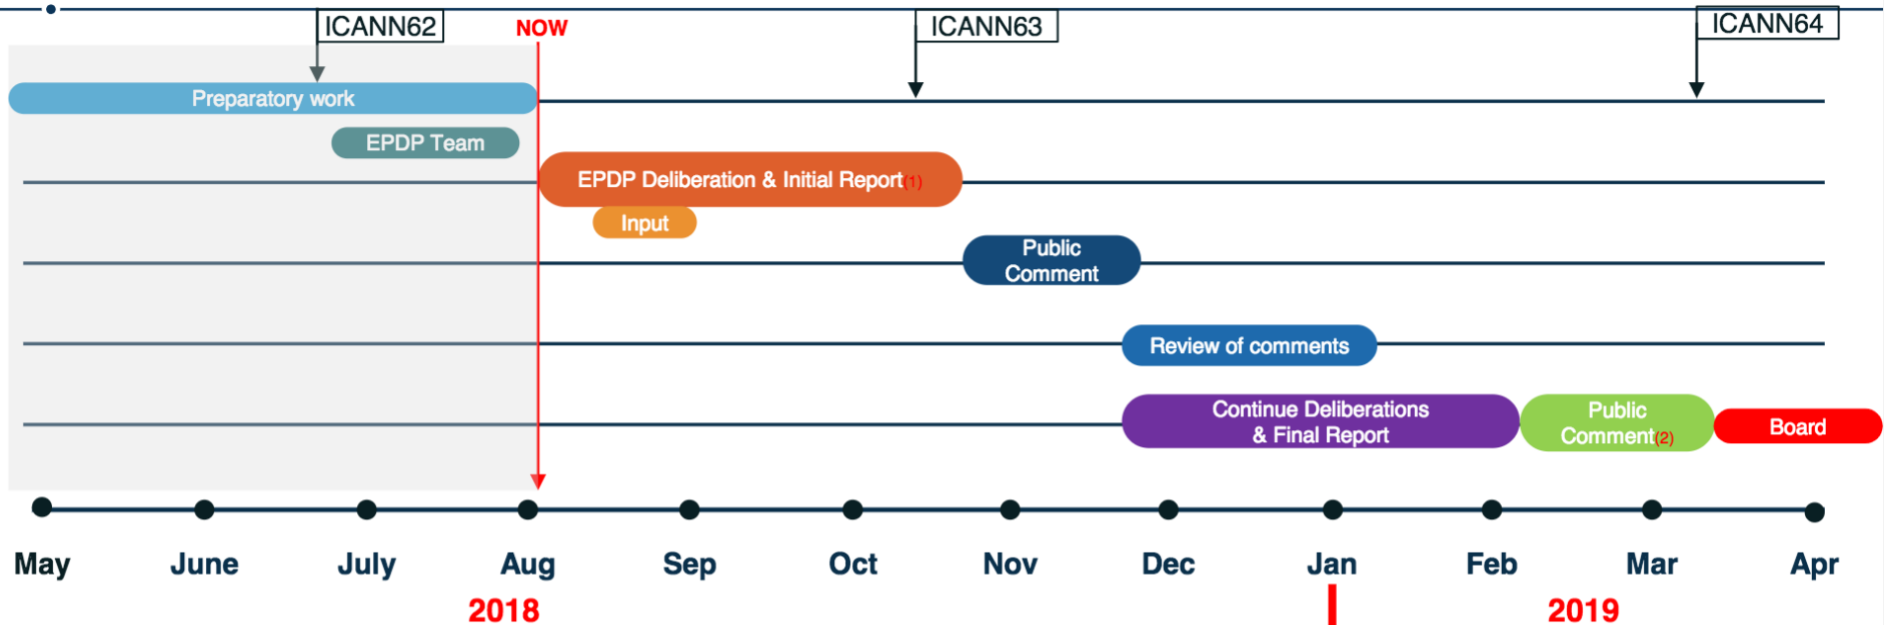 ICANN62
NOW
ICANN63
ICANN64
Preparatory work
EPDP Team
EPDP Deliberation & Initial Report(1)
Input
Public
Comment
Review of comments
Continue Deliberations
& Final Report
Public
Comment(2)
Board
May June July Aug Sep Oct Nov Dec Jan Feb Mar Apr
2018 2019